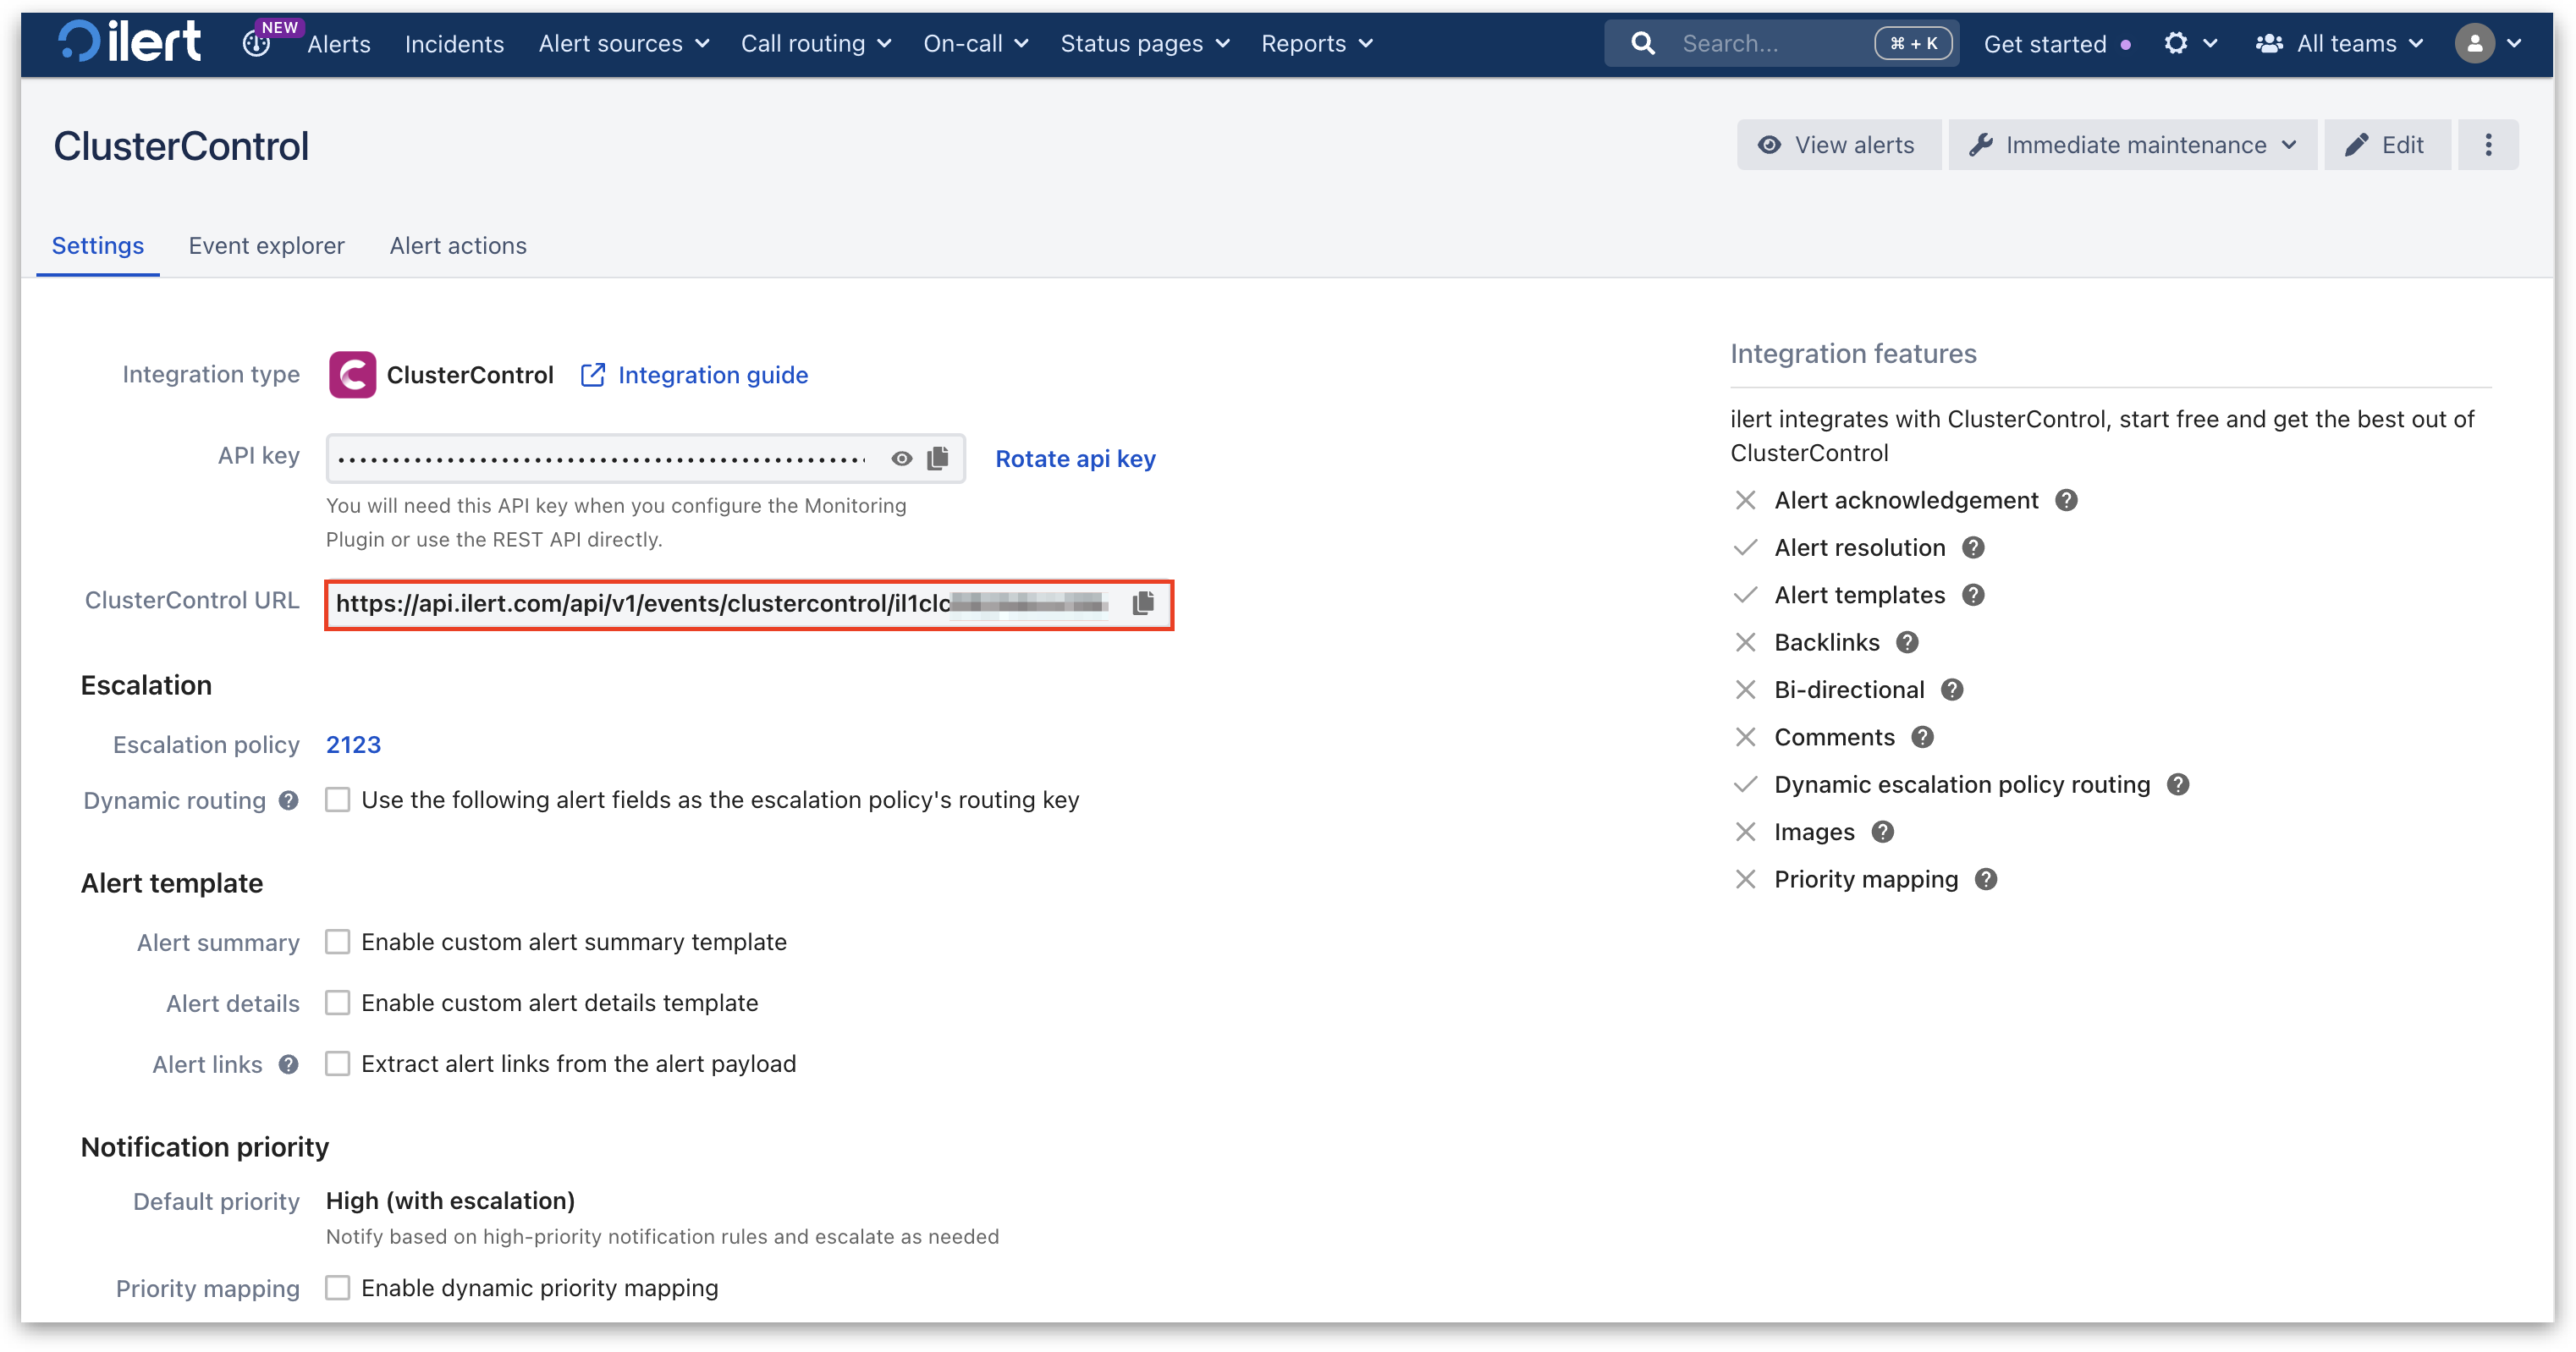 ilert NEW Alerts Incidents Alert sources Call routing On-call Status pages Reports Search... ⌘ + K Get started All teams
ClusterControl
View alerts Immediate maintenance Edit
Settings Event explorer Alert actions
Integration type ClusterControl Integration guide
API key Rotate api key
You will need this API key when you configure the Monitoring
Plugin or use the REST API directly.
ClusterControl URL https://api.ilert.com/api/v1/events/clustercontrol/il1clc
Escalation
Escalation policy 2123
Dynamic routing ? Use the following alert fields as the escalation policy's routing key
Alert template
Alert summary Enable custom alert summary template
Alert details Enable custom alert details template
Alert links ? Extract alert links from the alert payload
Notification priority
Default priority High (with escalation)
Notify based on high-priority notification rules and escalate as needed
Priority mapping Enable dynamic priority mapping
Integration features
ilert integrates with ClusterControl, start free and get the best out of
ClusterControl
Alert acknowledgement ?
Alert resolution ?
Alert templates ?
Backlinks ?
Bi-directional ?
Comments ?
Dynamic escalation policy routing ?
Images ?
Priority mapping ?